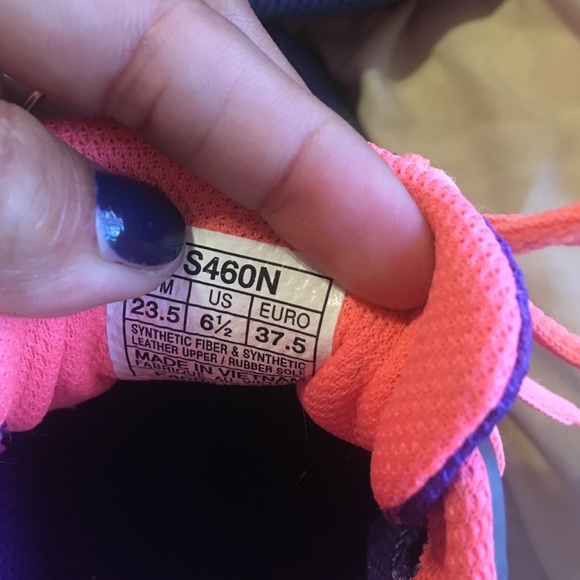 S460N
M US EURO
23.5 6½ 37.5
SYNTHETIC FIBER & SYNTHETIC
LEATHER UPPER / RUBBER SOLE
MADE IN VIETNAM